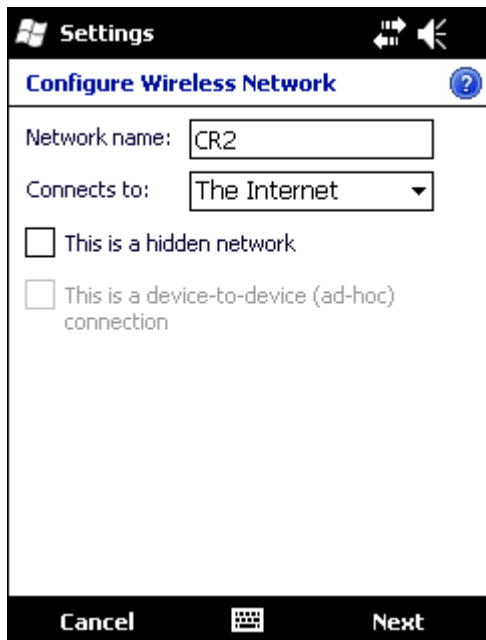 Settings
Configure Wireless Network
?
Network name: CR2
Connects to: The Internet
This is a hidden network
This is a device-to-device (ad-hoc)
connection
Cancel Next